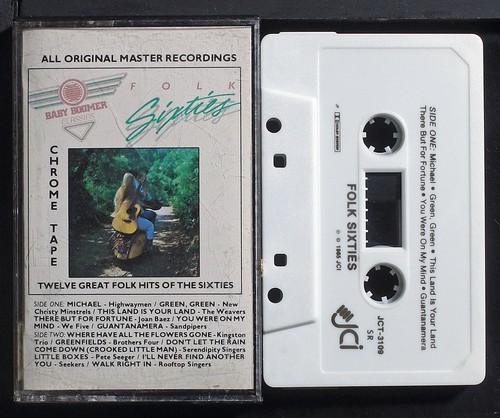 ALL ORIGINAL MASTER RECORDINGS
BABY BOOMER
CLASSICS
FOLK
Sixties
CHROME TAPE
TWELVE GREAT FOLK HITS OF THE SIXTIES
SIDE ONE: MICHAEL - Highwaymen / GREEN, GREEN - New
Christy Minstrels / THIS LAND IS YOUR LAND - The Weavers
THERE BUT FOR FORTUNE - Joan Baez / YOU WERE ON MY
MIND - We Five / GUANTANAMERA - Sandpipers
SIDE TWO: WHERE HAVE ALL THE FLOWERS GONE - Kingston
Trio / GREENFIELDS - Brothers Four / DON'T LET THE RAIN
COME DOWN (CROOKED LITTLE MAN) - Serendipity Singers
LITTLE BOXES - Pete Seeger / I'LL NEVER FIND ANOTHER
YOU - Seekers / WALK RIGHT IN - Rooftop Singers
SIDE ONE: Michael • Green, Green • This Land Is Your Land
There But For Fortune • You Were On My Mind • Guantanamera
FOLK SIXTIES
℗ © 1985 JCI
JCI
JCT-3109
SR